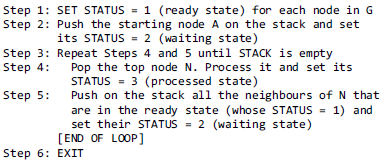 Step 1: SET STATUS = 1 (ready state) for each node in G
Step 2: Push the starting node A on the stack and set
its STATUS = 2 (waiting state)
Step 3: Repeat Steps 4 and 5 until STACK is empty
Step 4: Pop the top node N. Process it and set its
STATUS = 3 (processed state)
Step 5: Push on the stack all the neighbours of N that
are in the ready state (whose STATUS = 1) and
set their STATUS = 2 (waiting state)
[END OF LOOP]
Step 6: EXIT